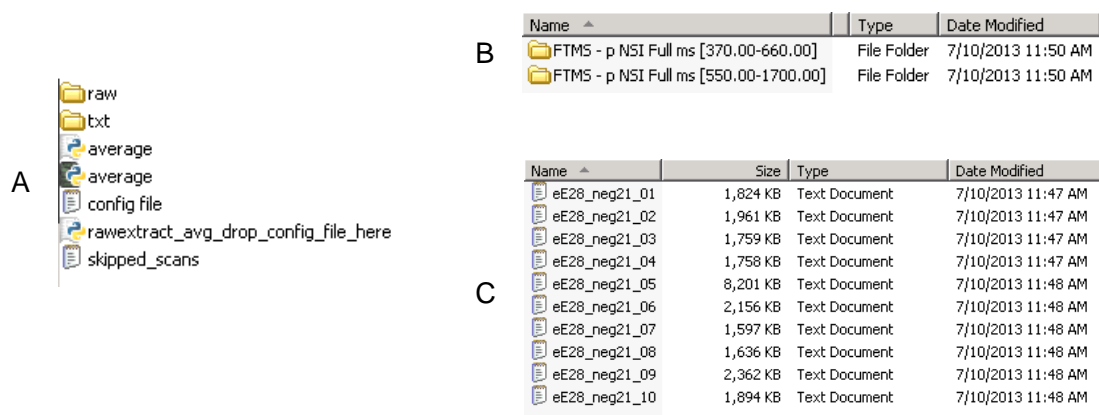 A
raw
txt
average
average
config file
rawextract_avg_drop_config_file_here
skipped_scans
B
Name Type Date Modified
FTMS - p NSI Full ms [370.00-660.00] File Folder 7/10/2013 11:50 AM
FTMS - p NSI Full ms [550.00-1700.00] File Folder 7/10/2013 11:50 AM
C
Name Size Type Date Modified
eE28_neg21_01 1,824 KB Text Document 7/10/2013 11:47 AM
eE28_neg21_02 1,961 KB Text Document 7/10/2013 11:47 AM
eE28_neg21_03 1,759 KB Text Document 7/10/2013 11:47 AM
eE28_neg21_04 1,758 KB Text Document 7/10/2013 11:47 AM
eE28_neg21_05 8,201 KB Text Document 7/10/2013 11:48 AM
eE28_neg21_06 2,156 KB Text Document 7/10/2013 11:48 AM
eE28_neg21_07 1,597 KB Text Document 7/10/2013 11:48 AM
eE28_neg21_08 1,636 KB Text Document 7/10/2013 11:48 AM
eE28_neg21_09 2,362 KB Text Document 7/10/2013 11:48 AM
eE28_neg21_10 1,894 KB Text Document 7/10/2013 11:48 AM